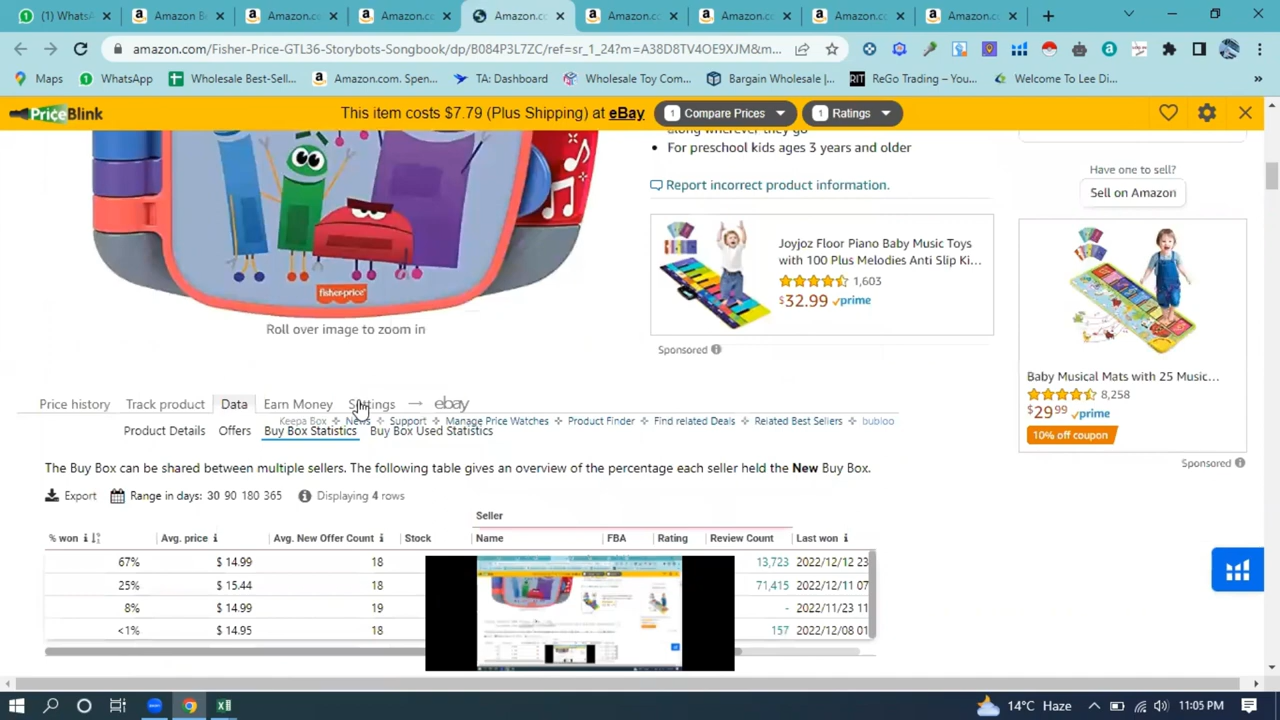 WhatsA
Amazon B
Amazon.co
Amazon.co
Amazon.co
Amazon.co
Amazon.co
Amazon.co
Amazon.co
amazon.com/Fisher-Price-GTL36-Storybots-Songbook/dp/B084P3L7ZC/ref=sr_1_24?m=A38D8TV4OE9XJM&m...
Maps
WhatsApp
Wholesale Best-Sell...
Amazon.com. Spen...
TA: Dashboard
Wholesale Toy Com...
Bargain Wholesale |...
RIT ReGo Trading – You...
Welcome To Lee Di...
PriceBlink
This item costs $7.79 (Plus Shipping) at eBay
1 Compare Prices
1 Ratings
along wherever they go
For preschool kids ages 3 years and older
Report incorrect product information.
Have one to sell?
Sell on Amazon
Joyjoz Floor Piano Baby Music Toys
with 100 Plus Melodies Anti Slip Ki...
1,603
$32.99 prime
Sponsored
fisher-price
Roll over image to zoom in
Baby Musical Mats with 25 Music...
8,258
$29.99 prime
10% off coupon
Sponsored
Price history
Track product
Data
Earn Money
Settings
ebay
Keepa Box
News
Support
Manage Price Watches
Product Finder
Find related Deals
Related Best Sellers
bubloo
Product Details
Offers
Buy Box Statistics
Buy Box Used Statistics
The Buy Box can be shared between multiple sellers. The following table gives an overview of the percentage each seller held the New Buy Box.
Export
Range in days: 30 90 180 365
Displaying 4 rows
Seller
% won
Avg. price
Avg. New Offer Count
Stock
Name
FBA
Rating
Review Count
Last won
67% $ 14.99 18 13,723 2022/12/12 23
25% $ 15.44 18 71,415 2022/12/11 07
8% $ 14.99 19 - 2022/11/23 11
<1% $ 14.95 18 157 2022/12/08 01
14°C Haze
11:05 PM